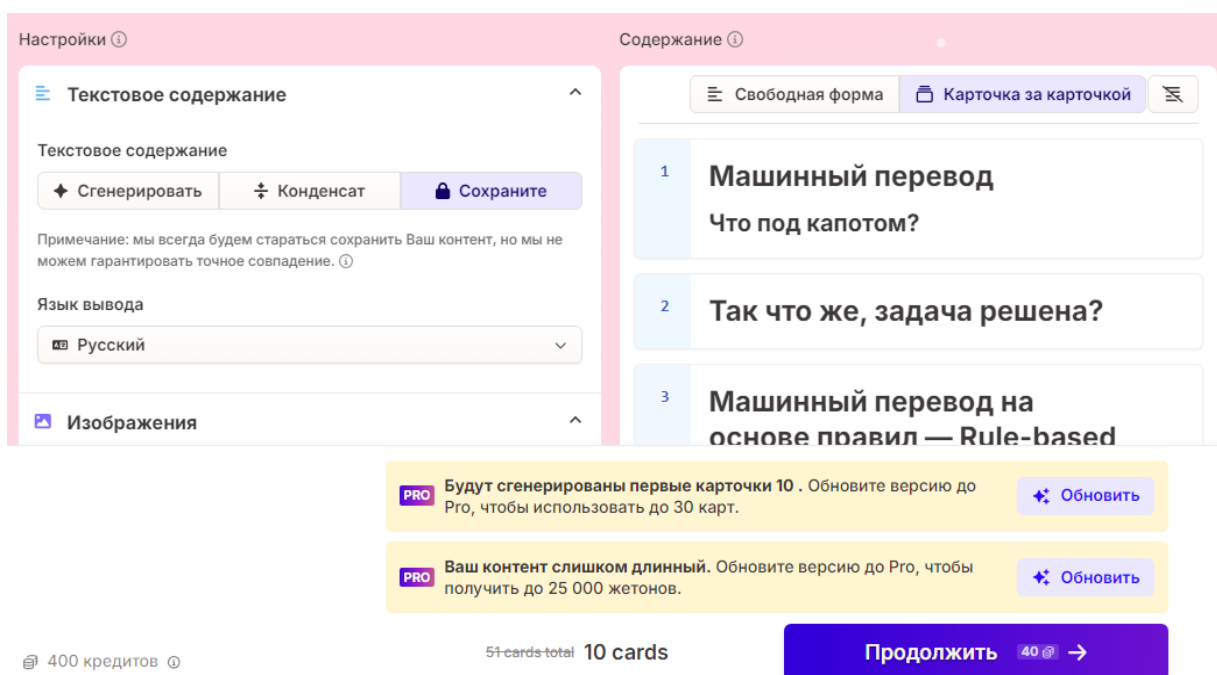 Настройки
Содержание
Текстовое содержание
Свободная форма
Карточка за карточкой
Текстовое содержание
Сгенерировать
Конденсат
Сохраните
Примечание: мы всегда будем стараться сохранить Ваш контент, но мы не
можем гарантировать точное совпадение.
Язык вывода
Русский
Изображения
1
Машинный перевод
Что под капотом?
2
Так что же, задача решена?
3
Машинный перевод на
основе правил — Rule-based
PRO
Будут сгенерированы первые карточки 10 . Обновите версию до
Pro, чтобы использовать до 30 карт.
Обновить
PRO
Ваш контент слишком длинный. Обновите версию до Pro, чтобы
получить до 25 000 жетонов.
Обновить
400 кредитов
51 cards total 10 cards
Продолжить 40